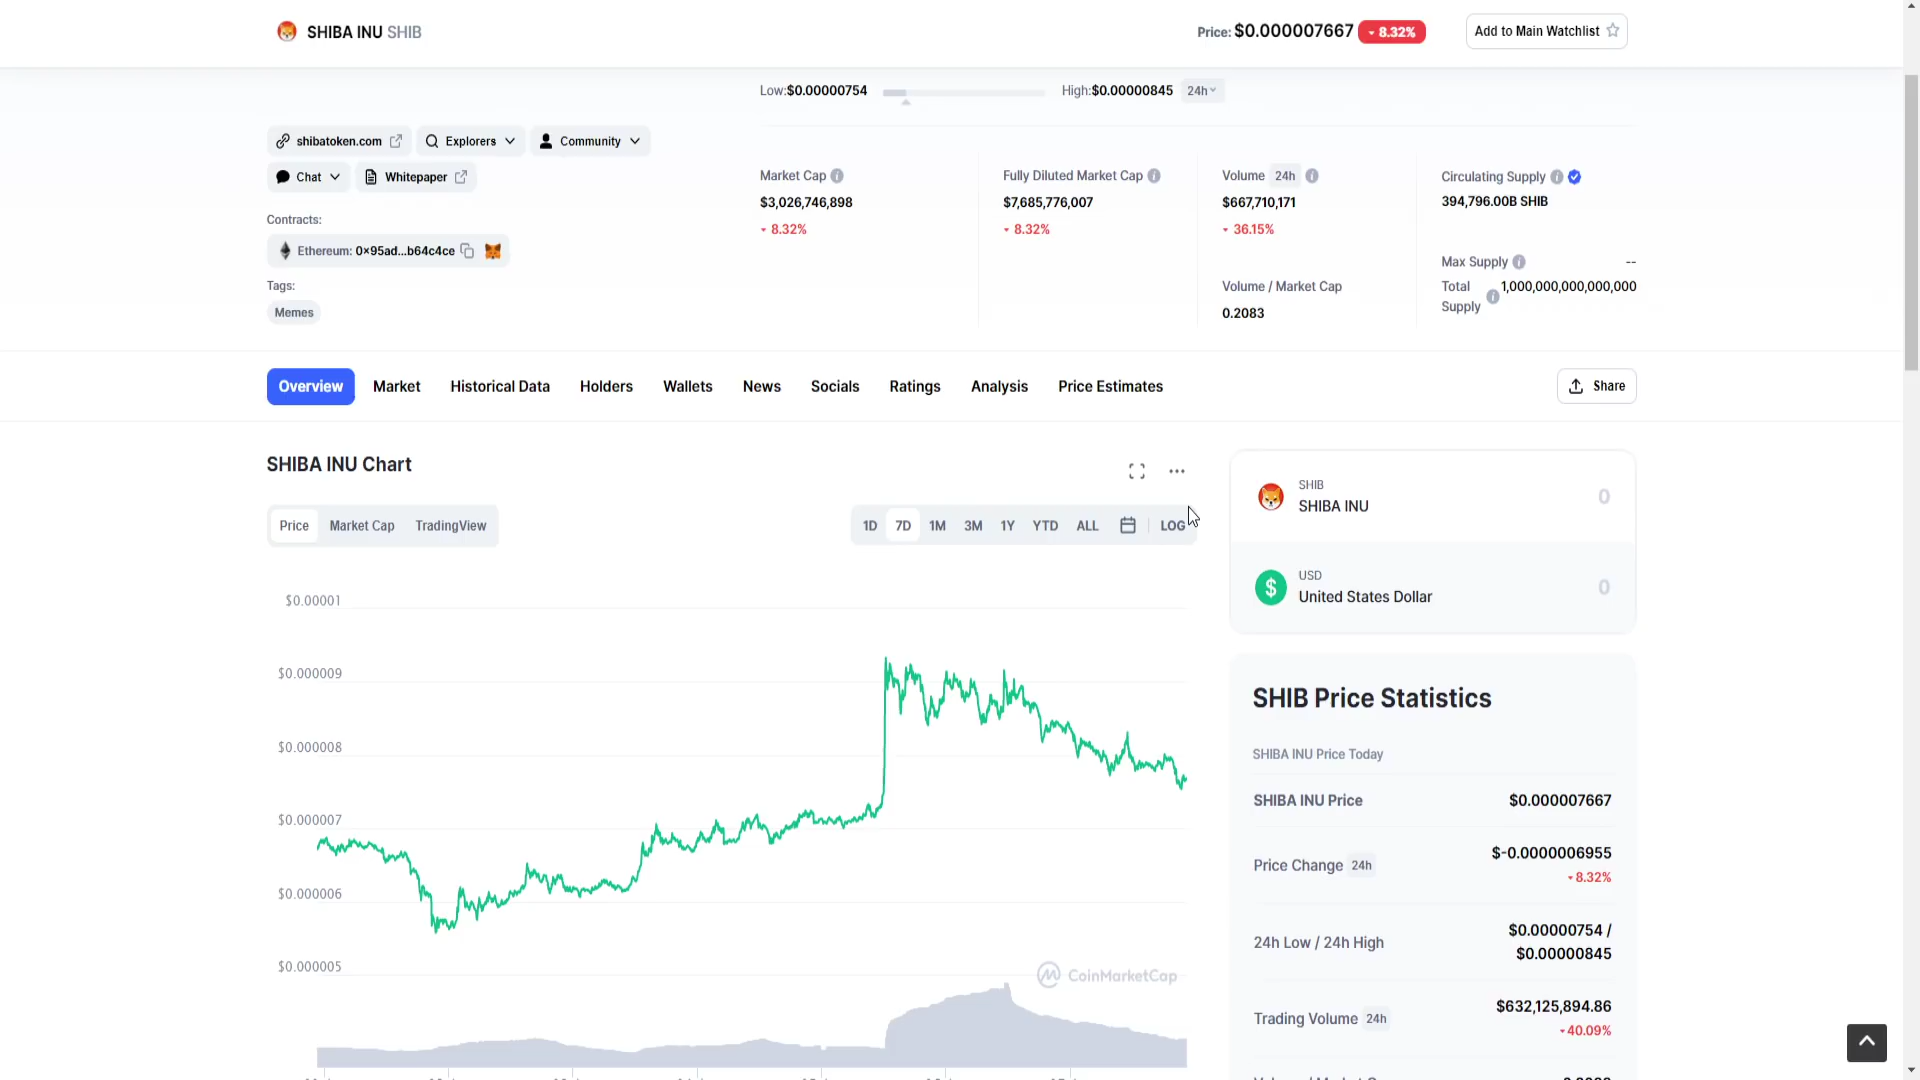 SHIBA INU SHIB
Price: $0.000007667 8.32%
Add to Main Watchlist
Low:$0.00000754 High:$0.00000845 24h
shibatoken.com Explorers Community
Chat Whitepaper
Contracts:
Ethereum: 0x95ad...b64c4ce
Tags:
Memes
Market Cap
$3,026,746,898
8.32%
Fully Diluted Market Cap
$7,685,776,007
8.32%
Volume 24h
$667,710,171
36.15%
Volume / Market Cap
0.2083
Circulating Supply
394,796.00B SHIB
Max Supply --
Total Supply 1,000,000,000,000,000
Overview Market Historical Data Holders Wallets News Socials Ratings Analysis Price Estimates
Share
SHIBA INU Chart
Price Market Cap TradingView
1D 7D 1M 3M 1Y YTD ALL LOG
$0.00001
$0.000009
$0.000008
$0.000007
$0.000006
$0.000005
CoinMarketCap
SHIB
SHIBA INU 0
USD
United States Dollar 0
SHIB Price Statistics
SHIBA INU Price Today
SHIBA INU Price $0.000007667
Price Change 24h $-0.0000006955
8.32%
24h Low / 24h High $0.00000754 /
$0.00000845
Trading Volume 24h $632,125,894.86
40.09%